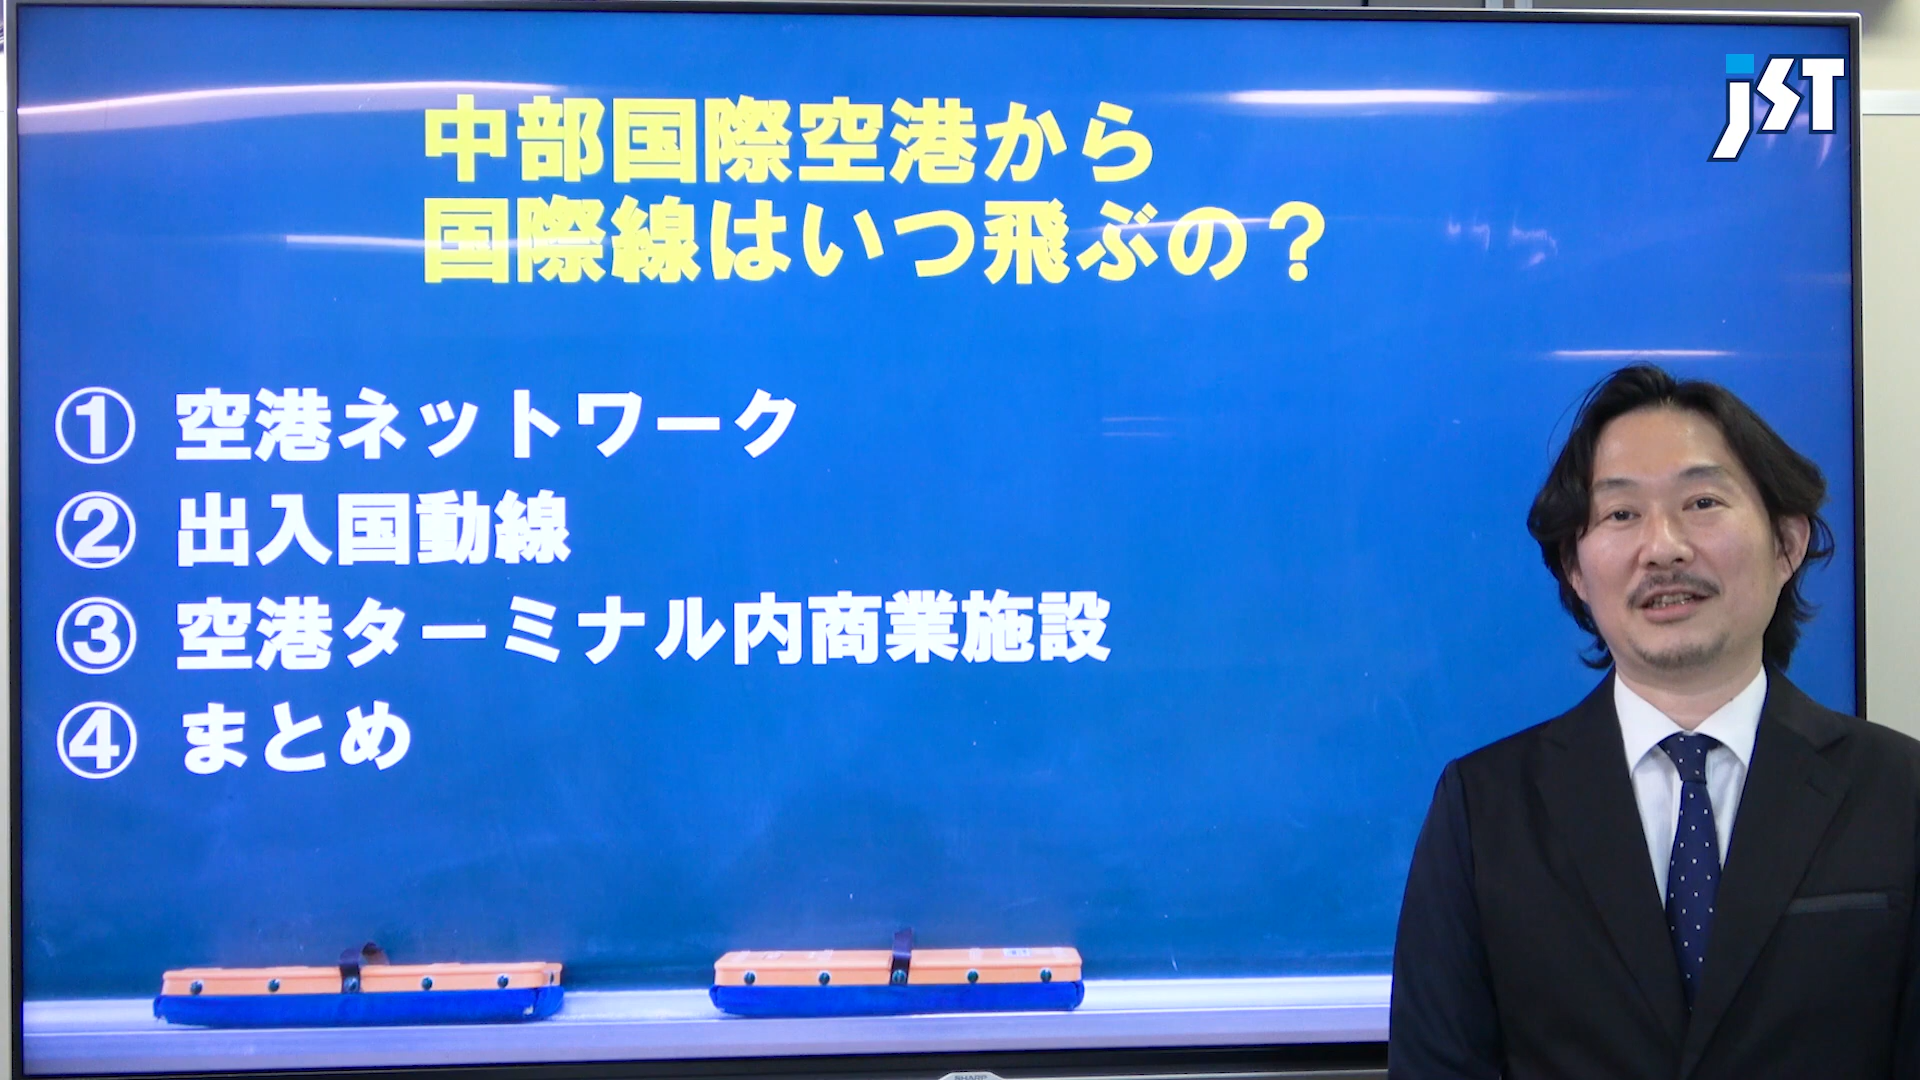 jST
中部国際空港から
国際線はいつ飛ぶの？
① 空港ネットワーク
② 出入国動線
③ 空港ターミナル内商業施設
④ まとめ
SHARP